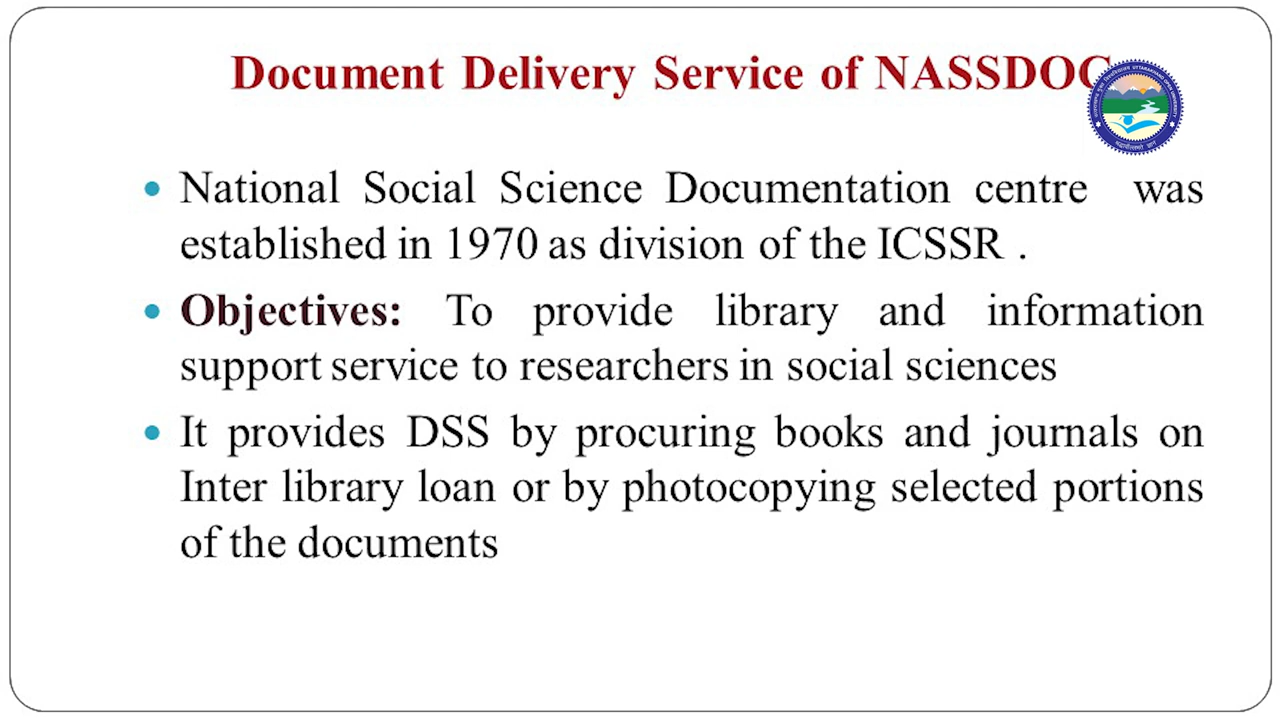 Document Delivery Service of NASSDOC
National Social Science Documentation centre was
established in 1970 as division of the ICSSR .
Objectives: To provide library and information
support service to researchers in social sciences
It provides DSS by procuring books and journals on
Inter library loan or by photocopying selected portions
of the documents